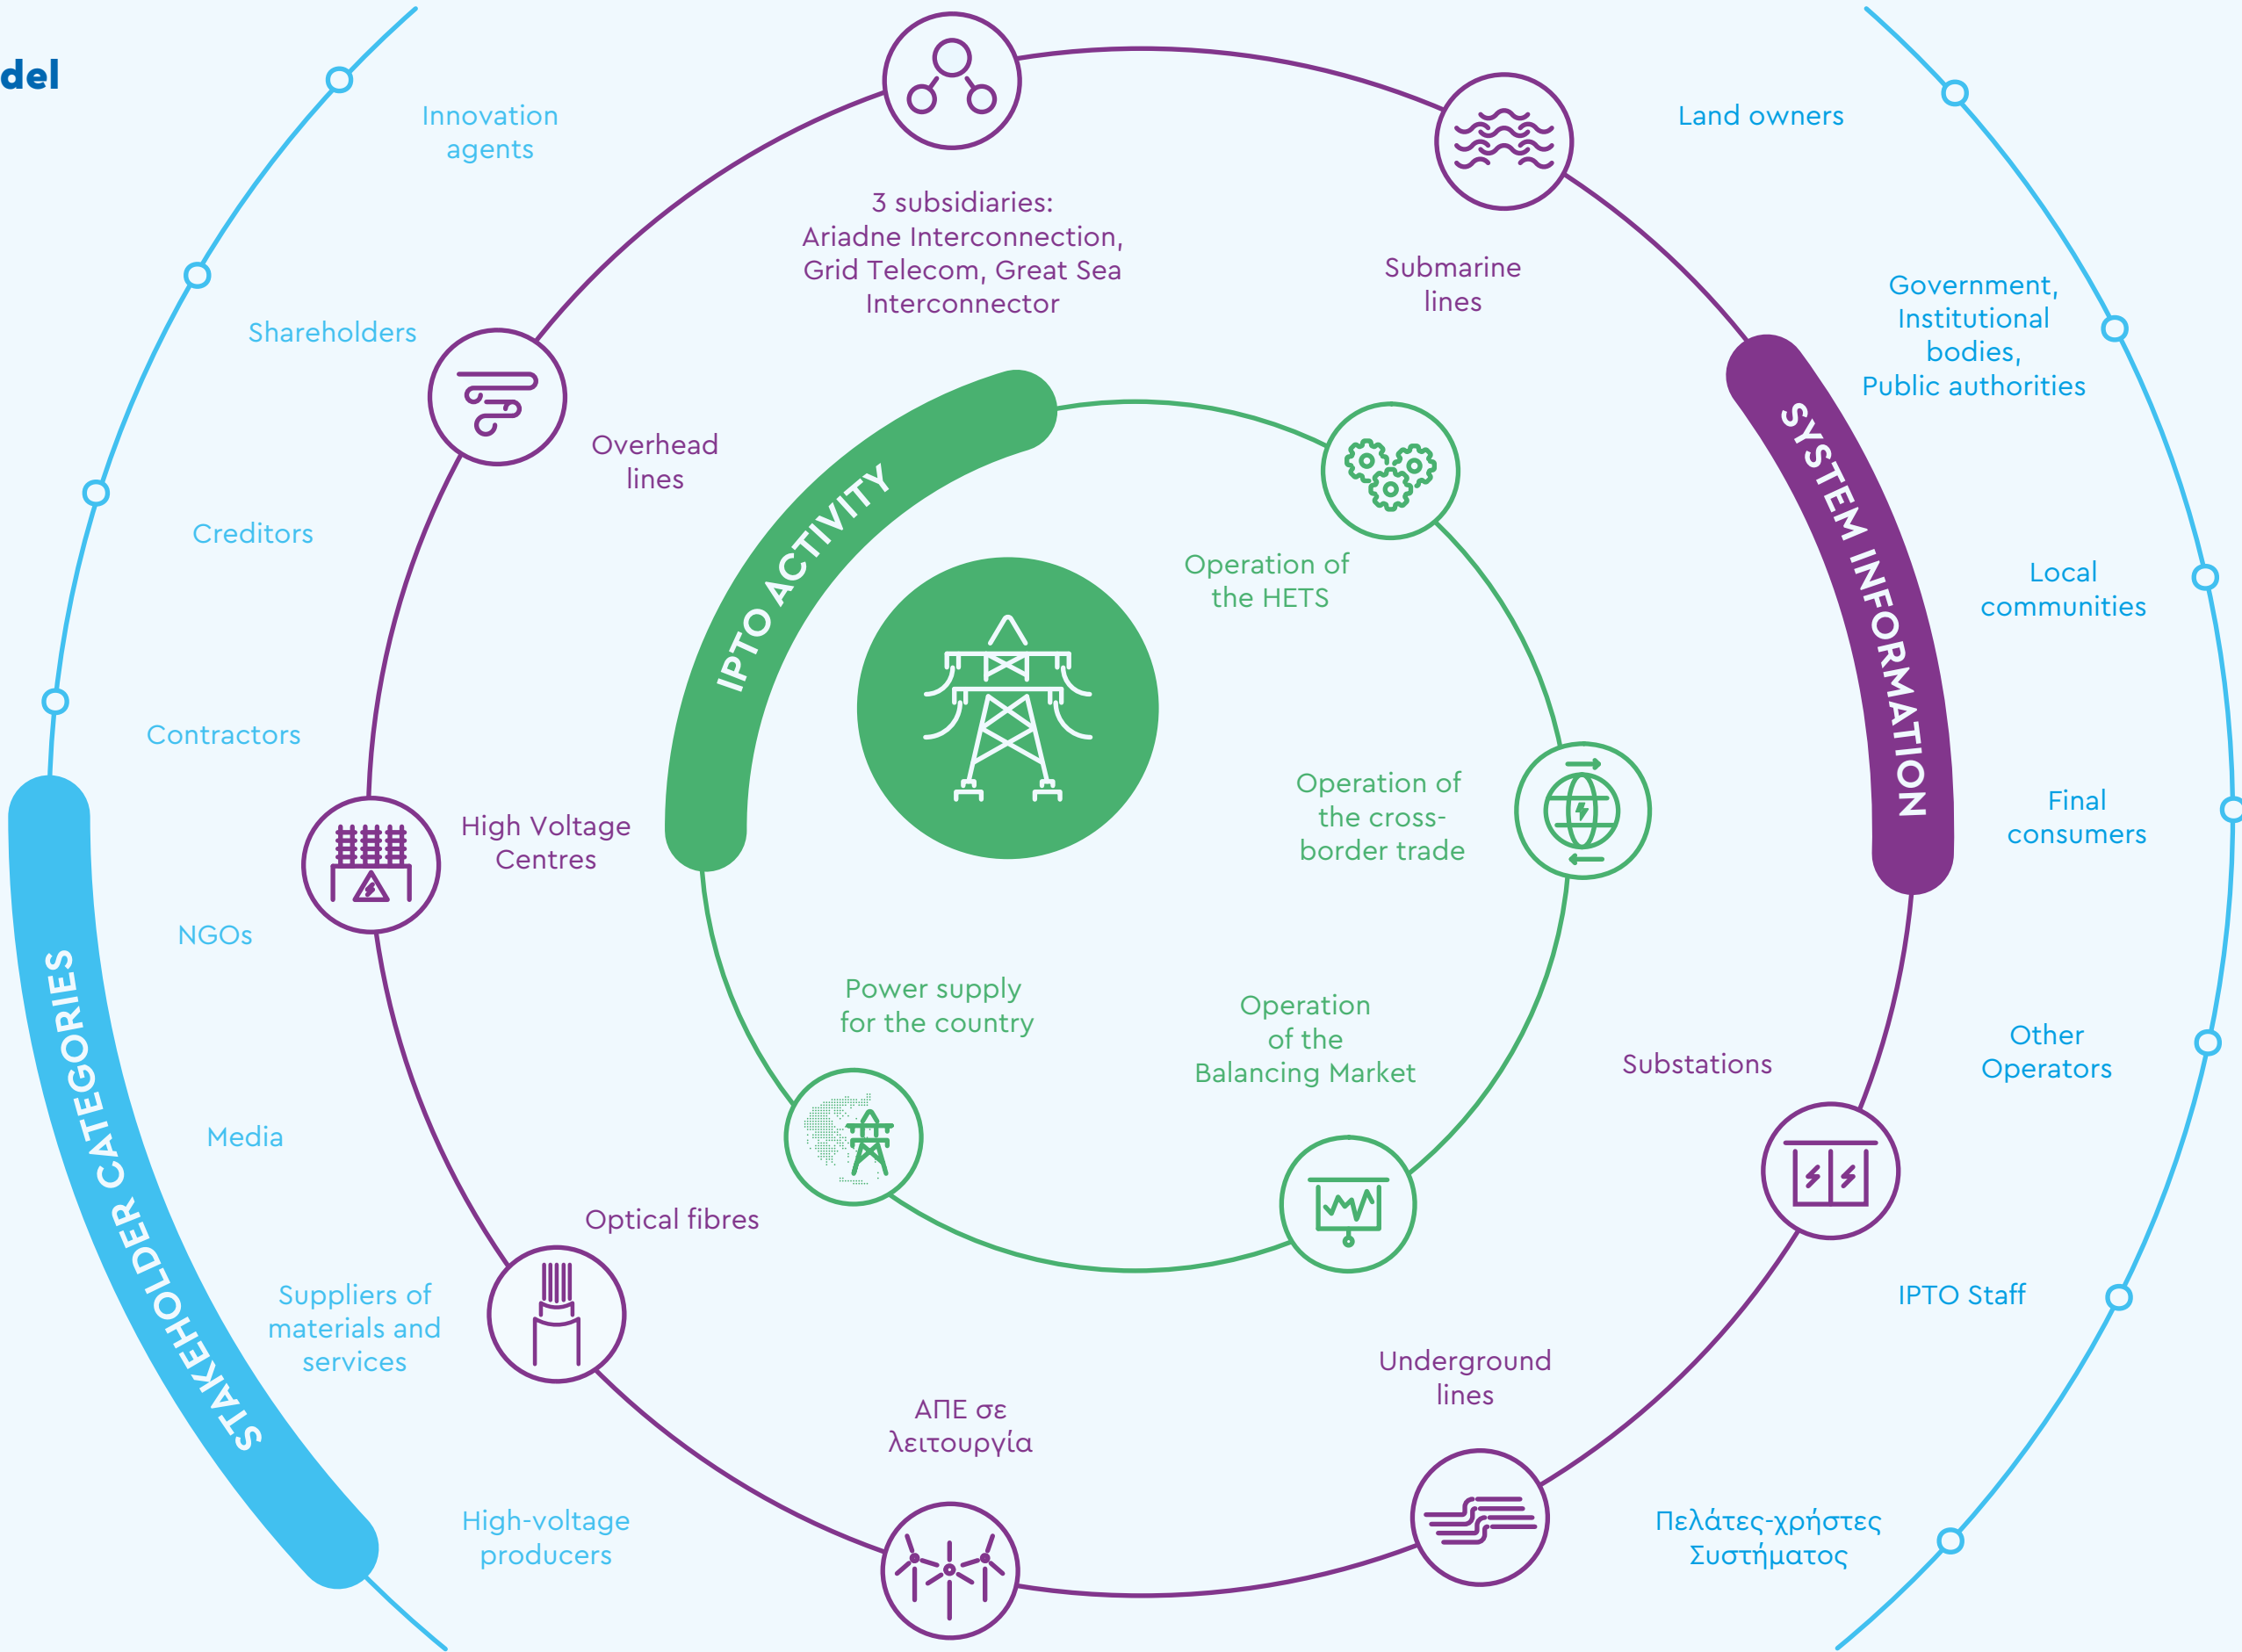 del
Innovation
agents
Shareholders
Creditors
Contractors
NGOs
Media
Suppliers of
materials and
services
High-voltage
producers
STAKEHOLDER CATEGORIES
3 subsidiaries:
Ariadne Interconnection,
Grid Telecom, Great Sea
Interconnector
Submarine
lines
Overhead
lines
High Voltage
Centres
Optical fibres
ΑΠΕ σε
λειτουργία
Underground
lines
Substations
SYSTEM INFORMATION
IPTO ACTIVITY
Operation of
the HETS
Operation of
the cross-
border trade
Operation
of the
Balancing Market
Power supply
for the country
Land owners
Government,
Institutional
bodies,
Public authorities
Local
communities
Final
consumers
Other
Operators
IPTO Staff
Πελάτες-χρήστες
Συστήματος